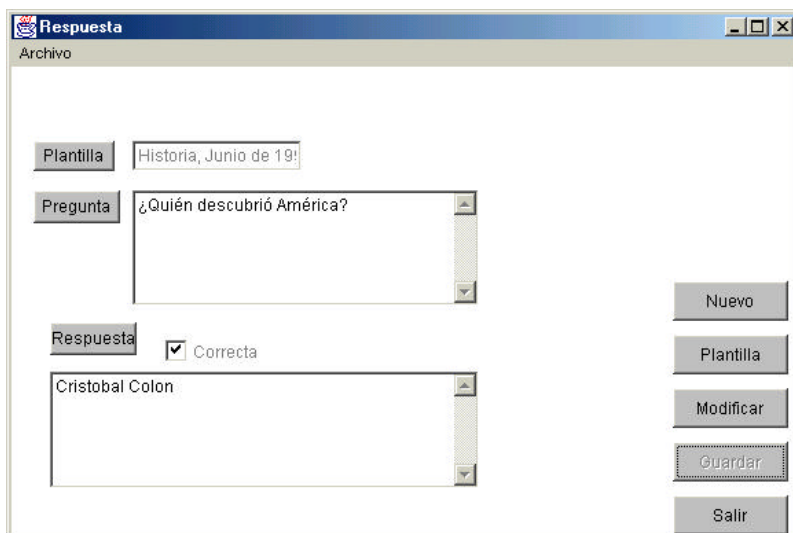 Respuesta
Archivo
Plantilla
Historia, Junio de 19
Pregunta
¿Quién descubrió América?
Nuevo
Respuesta
Correcta
Plantilla
Cristobal Colon
Modificar
Guardar
Salir